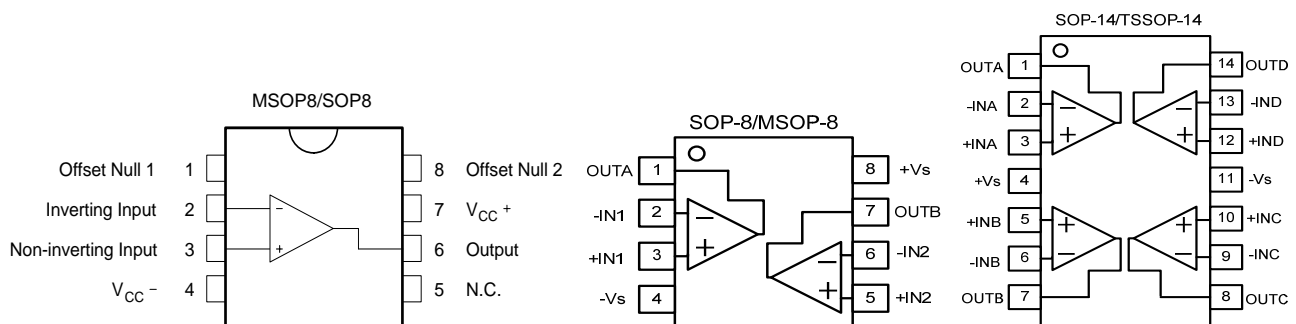 MSOP8/SOP8
Offset Null 1 1 8 Offset Null 2
Inverting Input 2 - 7 VCC +
Non-inverting Input 3 + 6 Output
VCC - 4 5 N.C.
SOP-8/MSOP-8
OUTA 1 8 +Vs
-IN1 2 - 7 OUTB
+IN1 3 + - 6 -IN2
-Vs 4 + 5 +IN2
SOP-14/TSSOP-14
OUTA 1 14 OUTD
-INA 2 - - 13 -IND
+INA 3 + + 12 +IND
+Vs 4 11 -Vs
+INB 5 + + 10 +INC
-INB 6 - - 9 -INC
OUTB 7 8 OUTC